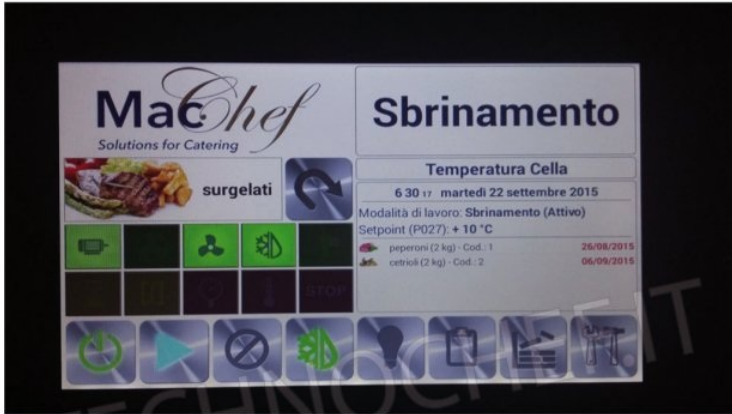 Mac Chef
Solutions for Catering
Sbrinamento
surgelati
Temperatura Cella
6 30 17 martedì 22 settembre 2015
Modalità di lavoro: Sbrinamento (Attivo)
Setpoint (P027): + 10 °C
peperoni (2 kg) - Cod.: 1 26/08/2015
cetrioli (2 kg) - Cod.: 2 06/09/2015
STOP
TECHNOCHEF.IT